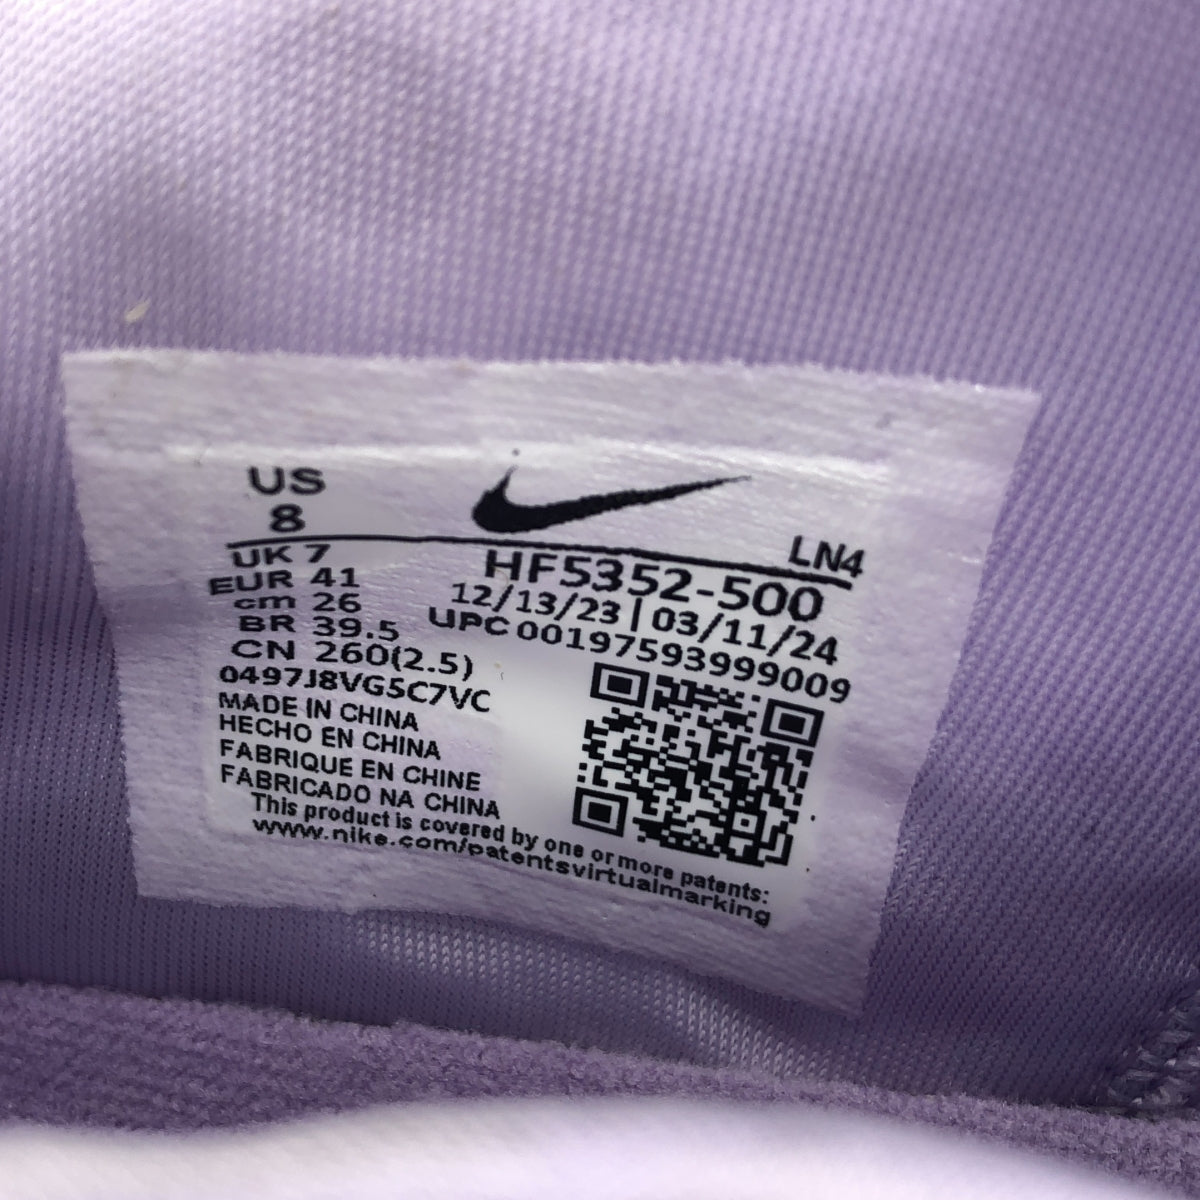 US
8
LN4
UK 7
HF5352-500
EUR 41
12/13/23 | 03/11/24
cm 26
UPC 00197593999009
BR 39.5
CN 260(2.5)
0497J8VG5C7VC
MADE IN CHINA
HECHO EN CHINA
FABRIQUE EN CHINE
FABRICADO NA CHINA
This product is covered by one or more patents:
www.nike.com/patentsvirtualmarking